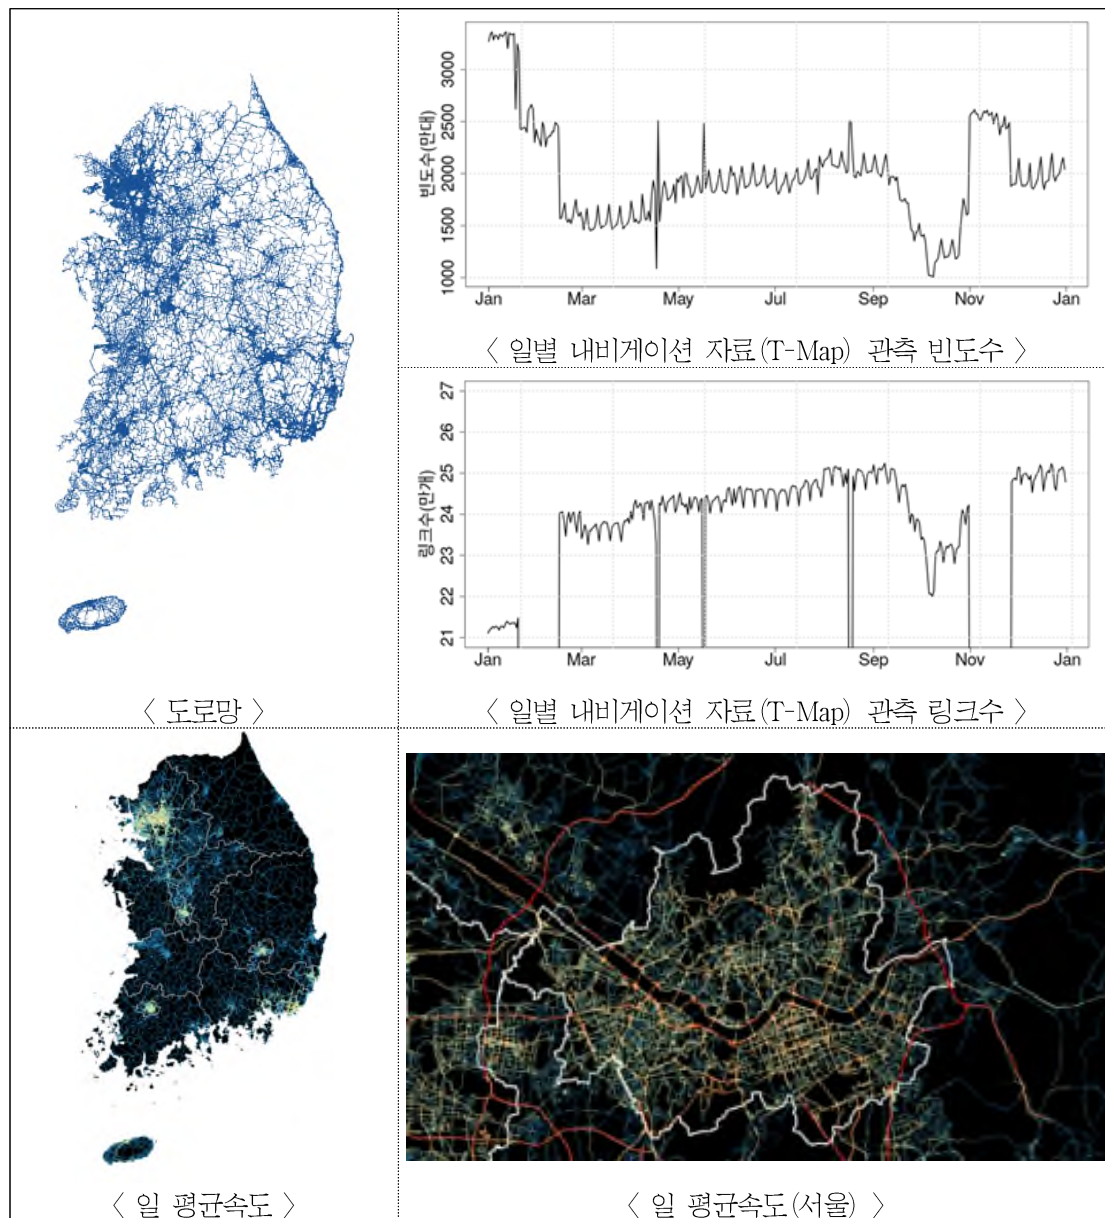 3000
2500
2000
1500
1000
빈도수(만대)
Jan Mar May Jul Sep Nov Jan
〈 일별 내비게이션 자료(T-Map) 관측 빈도수 〉
27
26
25
24
23
22
21
링크수(만개)
Jan Mar May Jul Sep Nov Jan
〈 도로망 〉
〈 일별 내비게이션 자료(T-Map) 관측 링크수 〉
〈 일 평균속도 〉
〈 일 평균속도(서울) 〉